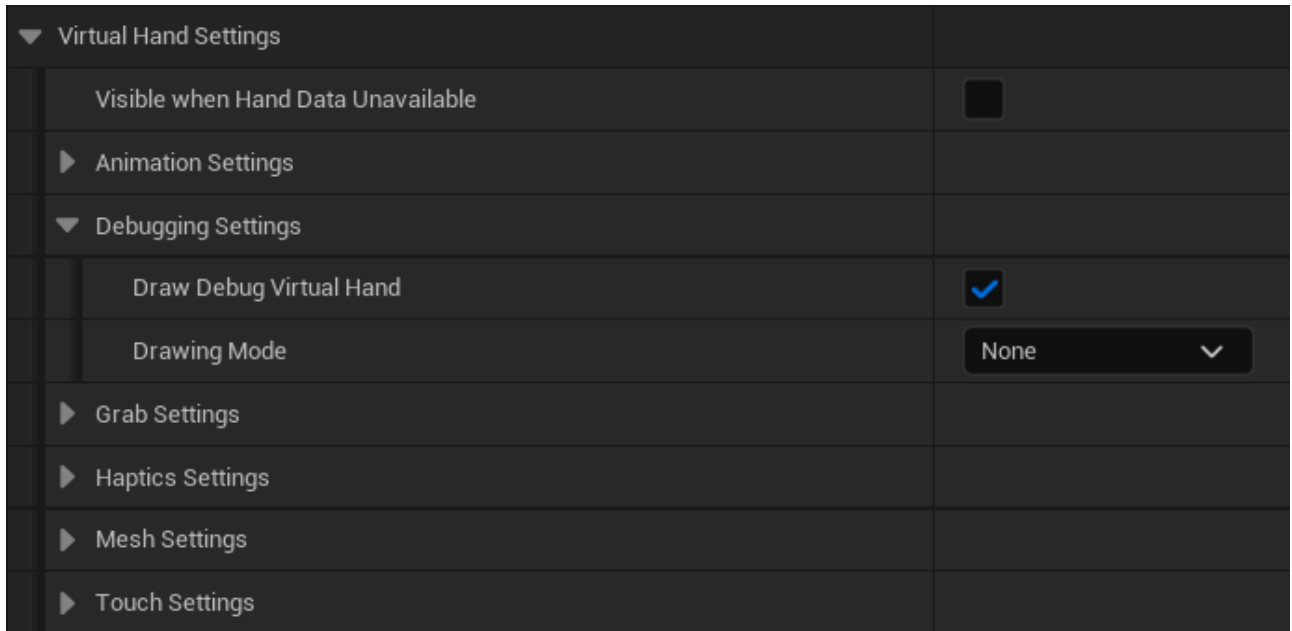 Virtual Hand Settings
Visible when Hand Data Unavailable
Animation Settings
Debugging Settings
Draw Debug Virtual Hand
Drawing Mode None
Grab Settings
Haptics Settings
Mesh Settings
Touch Settings